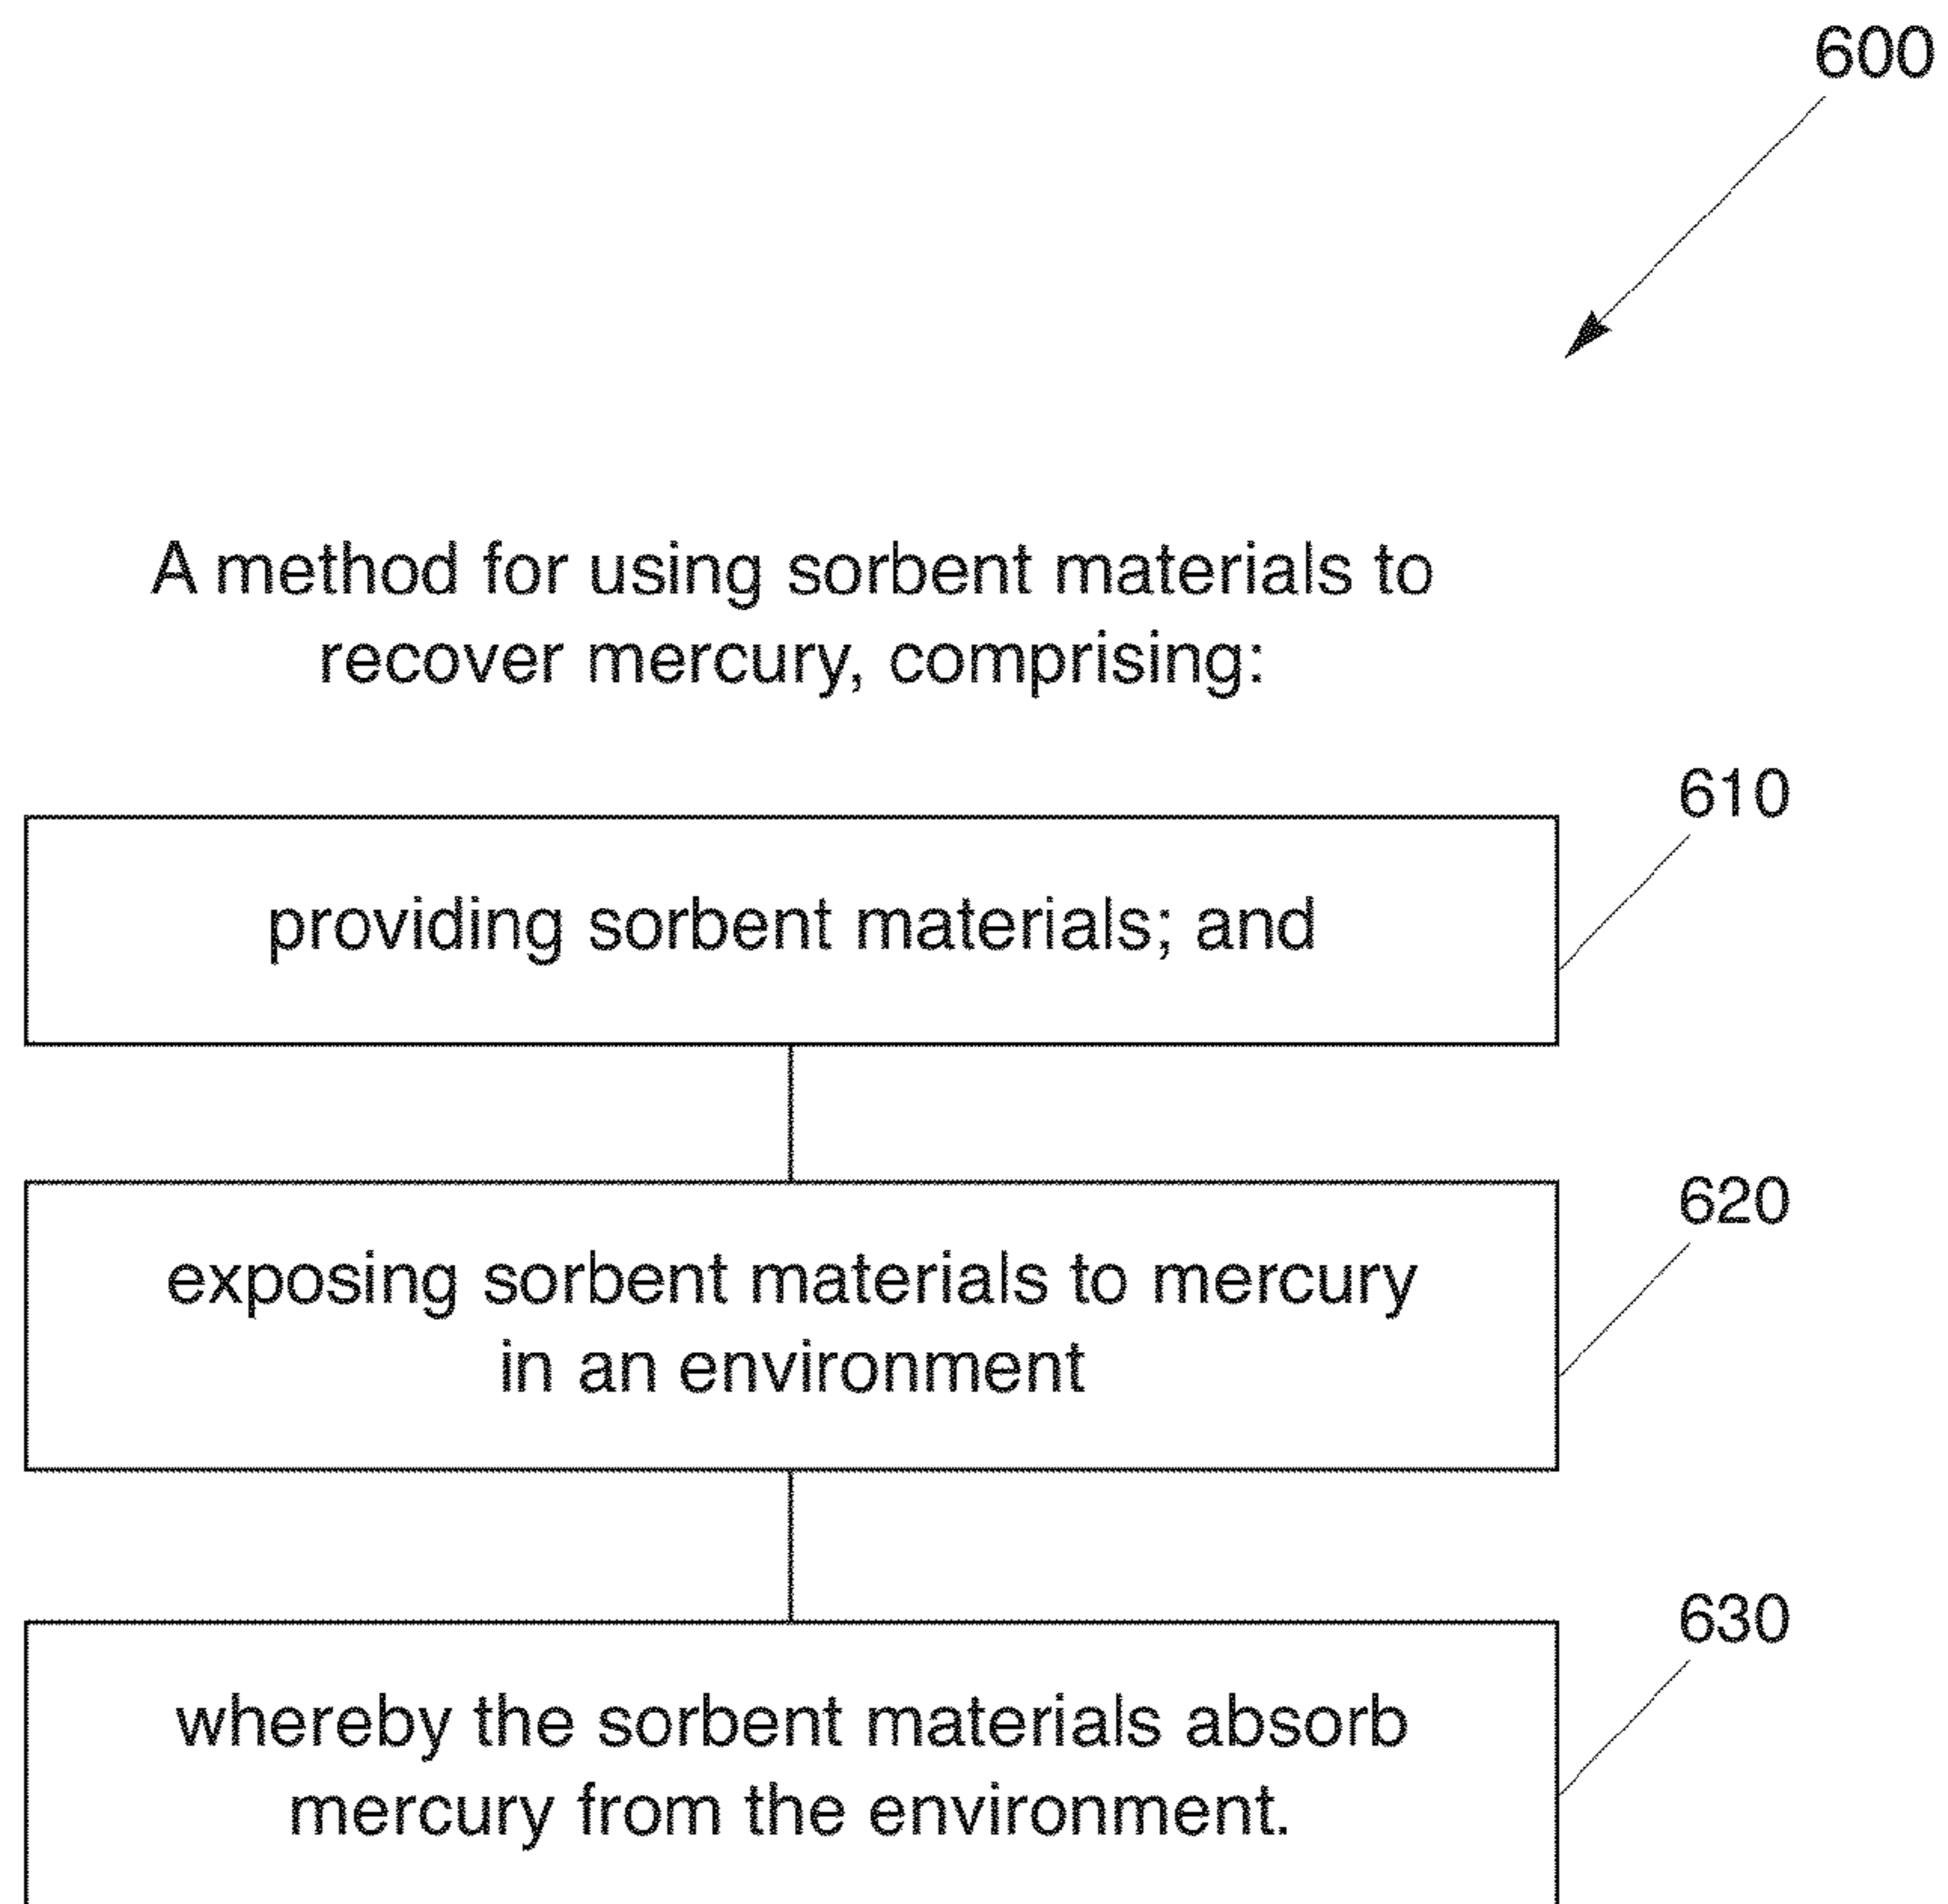 600
A method for using sorbent materials to
recover mercury, comprising:
610
providing sorbent materials; and
620
exposing sorbent materials to mercury
in an environment
630
whereby the sorbent materials absorb
mercury from the environment.